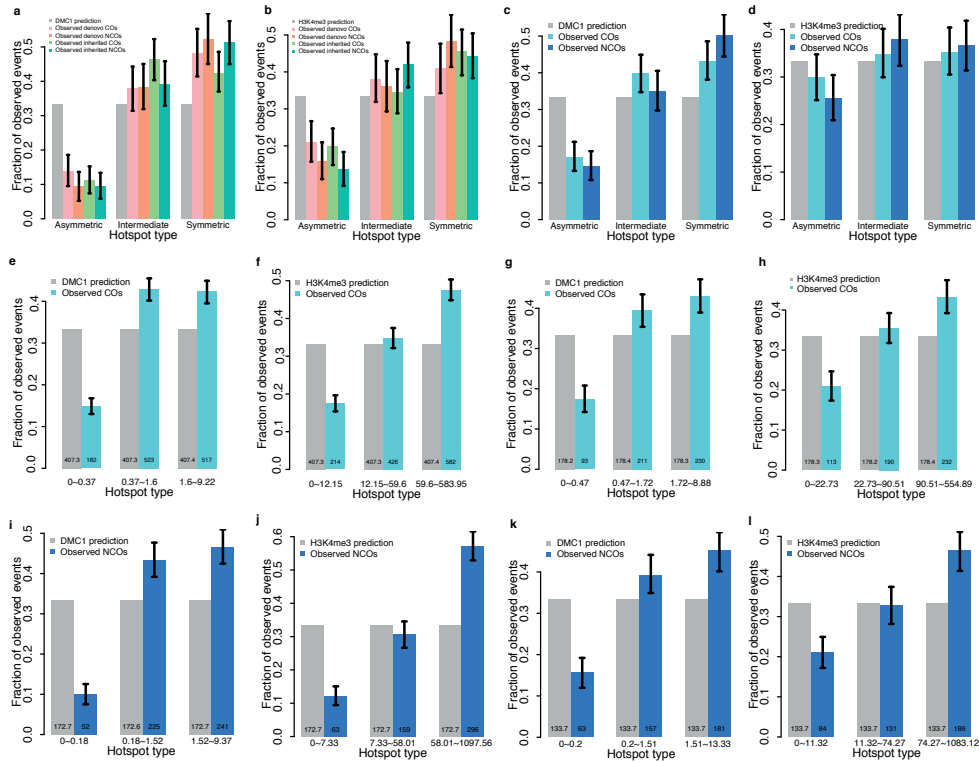 a
DMC1 prediction
Observed denovo COs
Observed denovo NCOs
Observed inherited COs
Observed inherited NCOs
Fraction of observed events
0.0 0.1 0.2 0.3 0.4 0.5
Asymmetric Intermediate Symmetric
Hotspot type
b
H3K4me3 prediction
Observed denovo COs
Observed denovo NCOs
Observed inherited COs
Observed inherited NCOs
Fraction of observed events
0.0 0.1 0.2 0.3 0.4 0.5
Asymmetric Intermediate Symmetric
Hotspot type
c
DMC1 prediction
Observed COs
Observed NCOs
Fraction of observed events
0.0 0.1 0.2 0.3 0.4 0.5
Asymmetric Intermediate Symmetric
Hotspot type
d
H3K4me3 prediction
Observed COs
Observed NCOs
Fraction of observed events
0.0 0.1 0.2 0.3 0.4
Asymmetric Intermediate Symmetric
Hotspot type
e
DMC1 prediction
Observed COs
Fraction of observed events
0.0 0.1 0.2 0.3 0.4
407.3 182 407.3 523 407.4 517
0~0.37 0.37~1.6 1.6~9.22
Hotspot type
f
H3K4me3 prediction
Observed COs
Fraction of observed events
0.0 0.1 0.2 0.3 0.4 0.5
407.3 214 407.3 426 407.4 582
0~12.15 12.15~59.6 59.6~583.95
Hotspot type
g
DMC1 prediction
Observed COs
Fraction of observed events
0.0 0.1 0.2 0.3 0.4
178.2 93 178.4 211 178.3 230
0~0.47 0.47~1.72 1.72~8.88
Hotspot type
h
H3K4me3 prediction
Observed COs
Fraction of observed events
0.0 0.1 0.2 0.3 0.4
178.3 112 178.2 190 178.4 232
0~22.73 22.73~90.51 90.51~554.89
Hotspot type
i
DMC1 prediction
Observed NCOs
Fraction of observed events
0.0 0.1 0.2 0.3 0.4 0.5
172.7 52 172.6 225 172.7 241
0~0.18 0.18~1.52 1.52~9.37
Hotspot type
j
H3K4me3 prediction
Observed NCOs
Fraction of observed events
0.0 0.1 0.2 0.3 0.4 0.5
172.7 63 172.7 159 172.7 296
0~7.33 7.33~58.01 58.01~1097.56
Hotspot type
k
DMC1 prediction
Observed NCOs
Fraction of observed events
0.0 0.1 0.2 0.3 0.4
133.7 63 133.7 157 133.7 181
0~0.2 0.2~1.51 1.51~13.33
Hotspot type
l
H3K4me3 prediction
Observed NCOs
Fraction of observed events
0.0 0.1 0.2 0.3 0.4 0.5
133.7 84 133.7 131 133.7 186
0~11.32 11.32~74.27 74.27~1083.12
Hotspot type